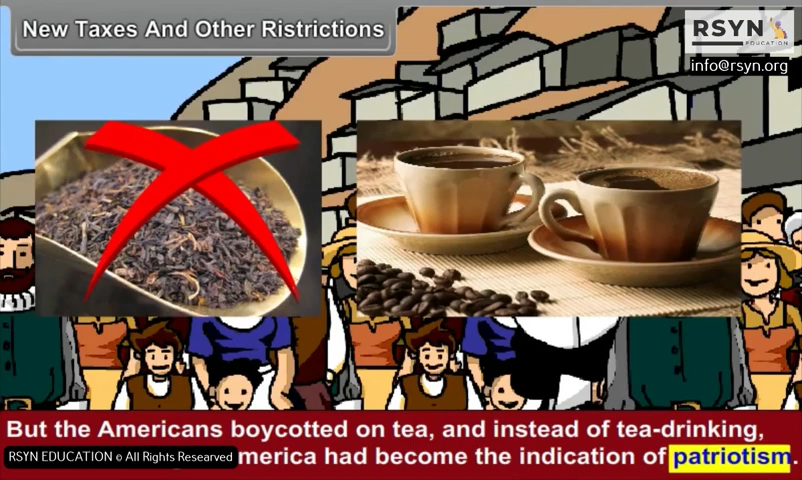 New Taxes And Other Ristrictions
RSYN
EDUCATION
info@rsyn.org
But the Americans boycotted on tea, and instead of tea-drinking,
merica had become the indication of patriotism.
RSYN EDUCATION © All Rights Researved